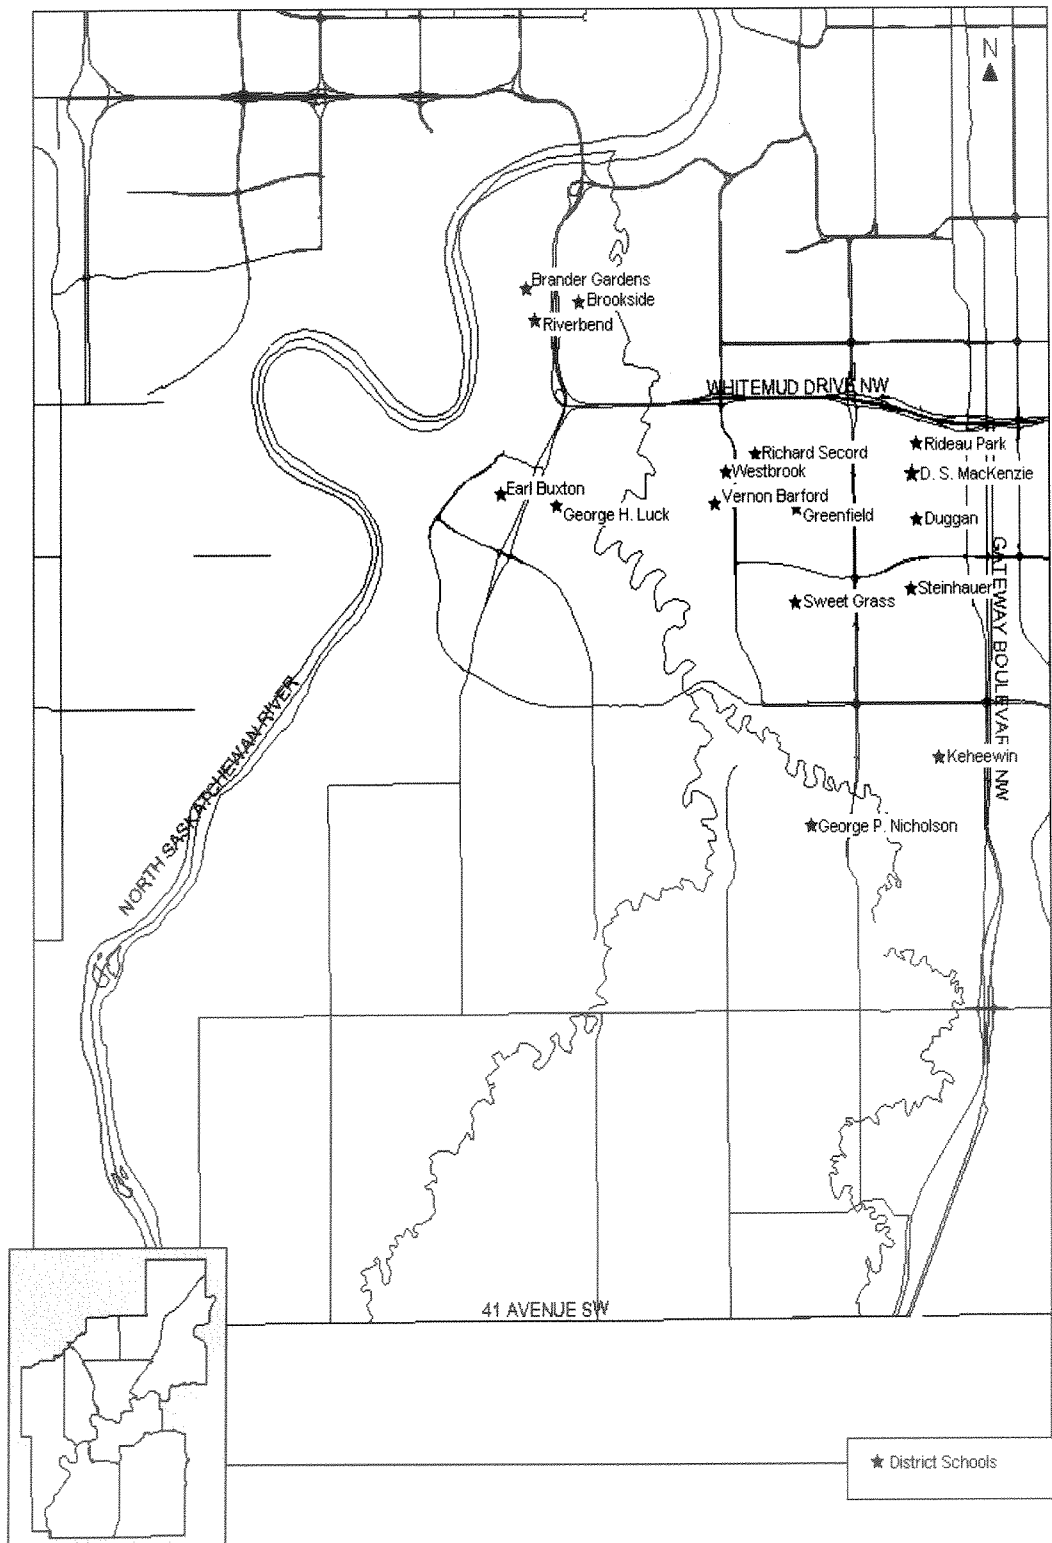 N
Brander Gardens
Brookside
Riverbend
WHITEMUD DRIVE NW
Rideau Park
Richard Secord
Westbrook
D. S. MacKenzie
Earl Buxton
Vernon Barford
George H. Luck
Greenfield
Duggan
GATEWAY BOULEVARD NW
Steinhauer
Sweet Grass
NORTH SASKATCHEWAN RIVER
Keheewin
George P. Nicholson
41 AVENUE SW
District Schools